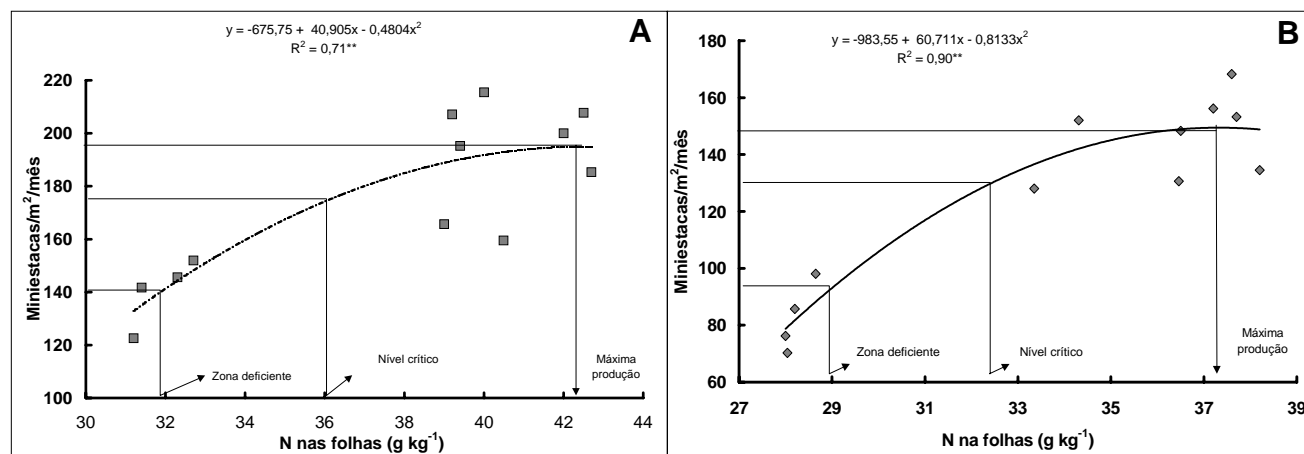 A
y = -675,75 + 40,905x - 0,4804x²
R² = 0,71**
Miniestacas/m²/mês
220
200
180
160
140
120
100
Zona deficiente
Nível crítico
Máxima
produção
30 32 34 36 38 40 42 44
N nas folhas (g kg⁻¹)
B
y = -983,55 + 60,711x - 0,8133x²
R² = 0,90**
Miniestacas/m²/mês
180
160
140
120
100
80
60
Zona deficiente
Nível crítico
Máxima
produção
27 29 31 33 35 37 39
N na folhas (g kg⁻¹)